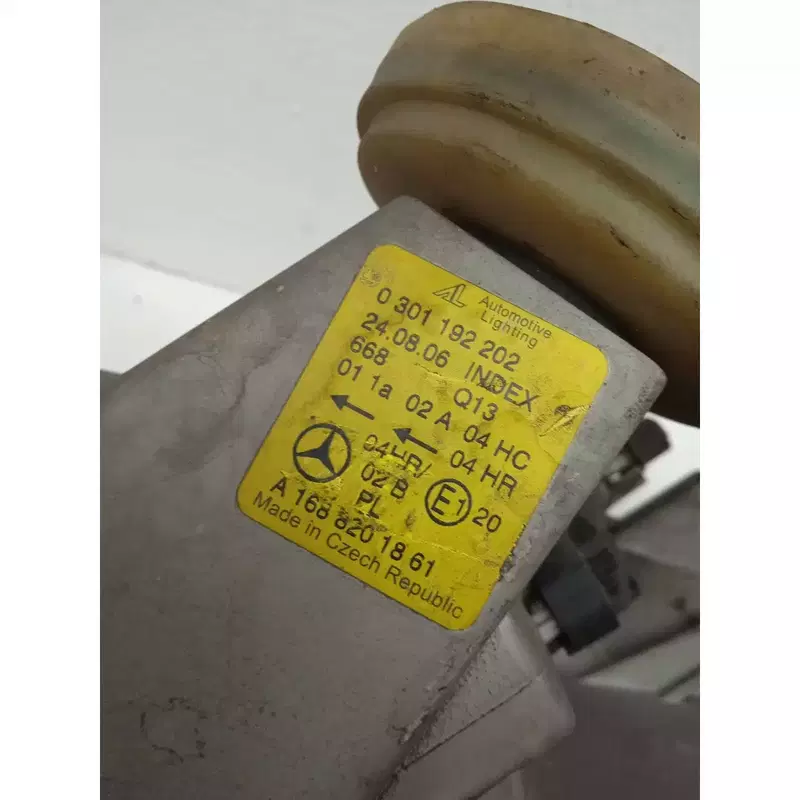 AL Automotive
Lighting
0 301 192 202
24.08.06 INDEX
668 Q13
01 1a 02 A 04 HC
04HR/ 04 HR
02 B E1 20
PL
A 168 820 18 61
Made in Czech Republic